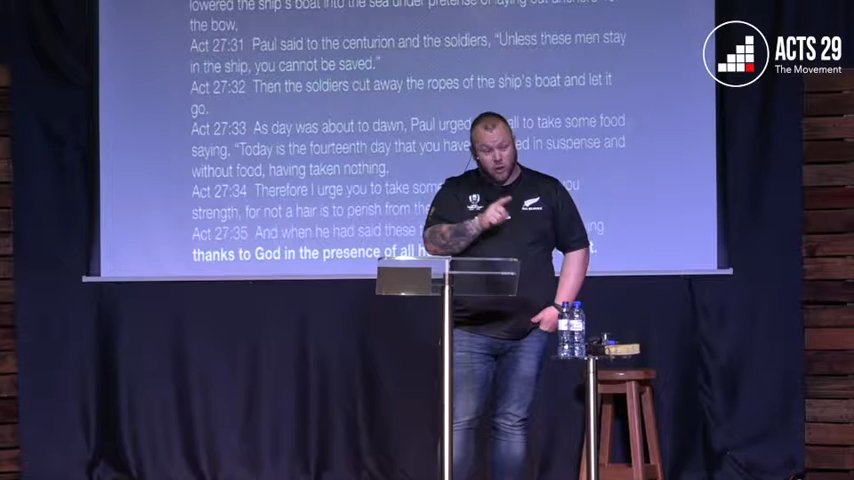 lowered the ship's boat into the sea under pretense of laying out anchors
the bow,
Act 27:31 Paul said to the centurion and the soldiers, "Unless these men stay
in the ship, you cannot be saved."
Act 27:32 Then the soldiers cut away the ropes of the ship's boat and let it
go.
Act 27:33 As day was about to dawn, Paul urged all to take some food
saying, "Today is the fourteenth day that you have in suspense and
without food, having taken nothing.
Act 27:34 Therefore I urge you to take some
strength, for not a hair is to perish from the
Act 27:35 And when he had said these
thanks to God in the presence of all
ACTS 29
The Movement